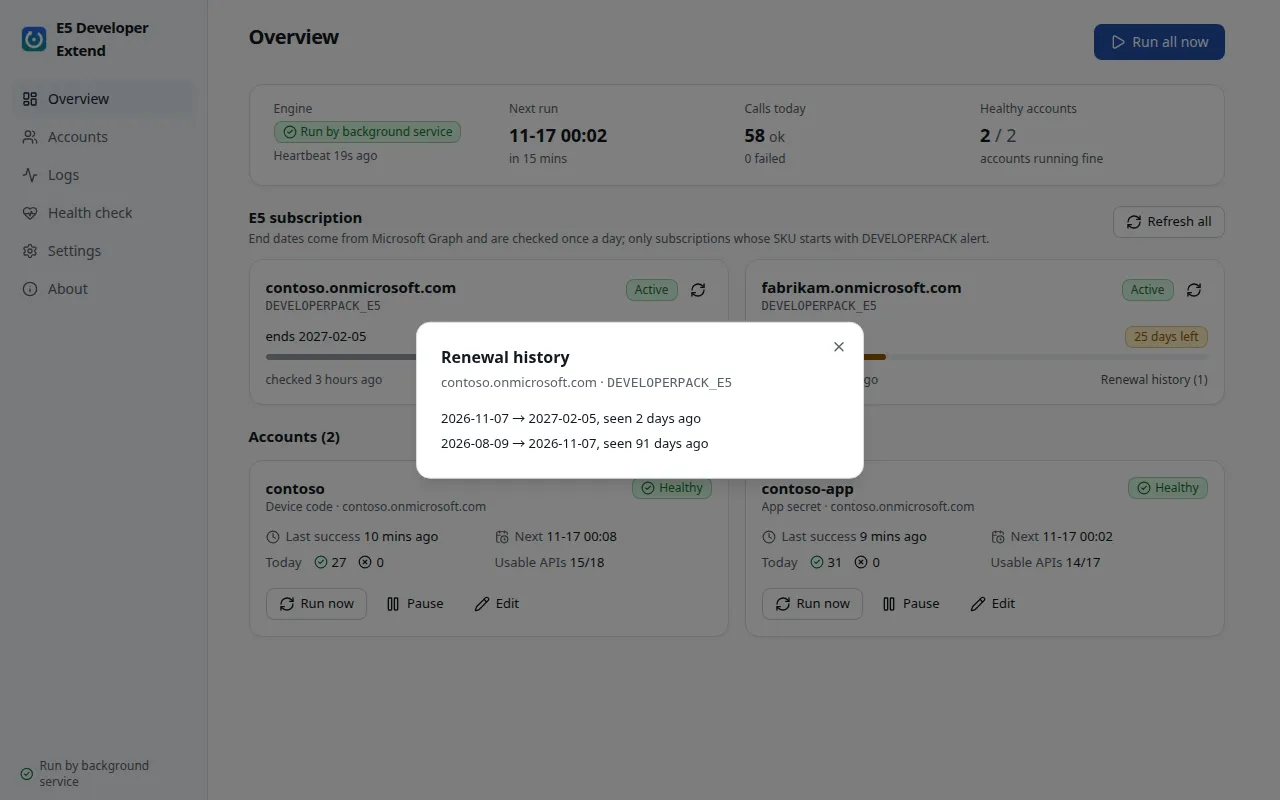 E5 Developer
Extend
Overview
Accounts
Logs
Health check
Settings
About
Run by background
service
Overview
Run all now
Engine
Run by background service
Heartbeat 19s ago
Next run
11-17 00:02
in 15 mins
Calls today
58 ok
0 failed
Healthy accounts
2 / 2
accounts running fine
E5 subscription
End dates come from Microsoft Graph and are checked once a day; only subscriptions whose SKU starts with DEVELOPERPACK alert.
Refresh all
contoso.onmicrosoft.com
DEVELOPERPACK_E5
Active
ends 2027-02-05
checked 3 hours ago
fabrikam.onmicrosoft.com
DEVELOPERPACK_E5
Active
25 days left
go
Renewal history (1)
Renewal history
contoso.onmicrosoft.com · DEVELOPERPACK_E5
2026-11-07 → 2027-02-05, seen 2 days ago
2026-08-09 → 2026-11-07, seen 91 days ago
Accounts (2)
contoso
Healthy
Device code · contoso.onmicrosoft.com
Last success 10 mins ago
Next 11-17 00:08
Today 27 0
Usable APIs 15/18
Run now
Pause
Edit
contoso-app
Healthy
App secret · contoso.onmicrosoft.com
Last success 9 mins ago
Next 11-17 00:02
Today 31 0
Usable APIs 14/17
Run now
Pause
Edit